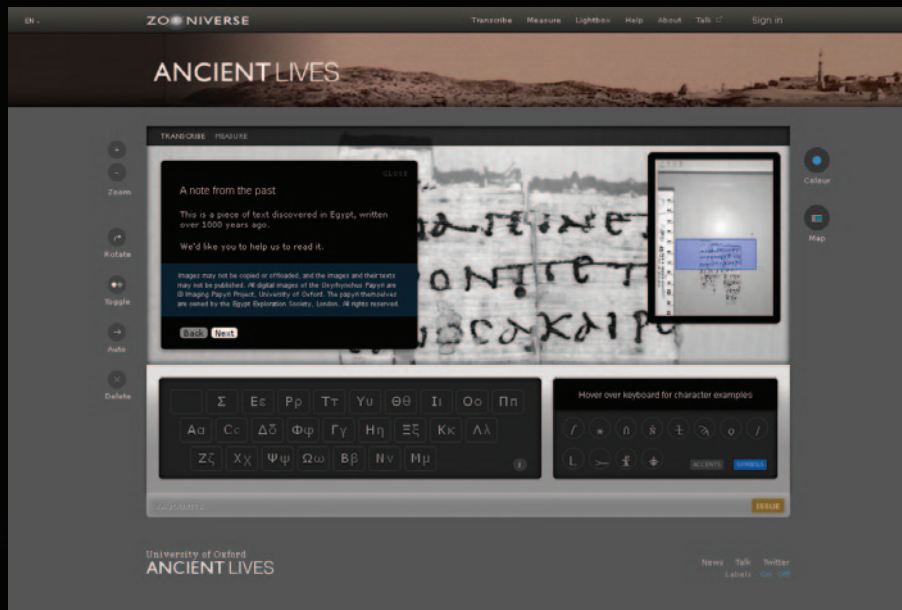 EN
ZOONIVERSE
Transcribe Measure Lightbox Help About Talk Sign in
ANCIENT LIVES
TRANSCRIBE MEASURE
Zoom
Rotate
Toggle
Auto
Delete
CLOSE
A note from the past
This is a piece of text discovered in Egypt, written
over 1000 years ago.
We'd like you to help us to read it.
Images may not be copied or offloaded, and the images and their texts
may not be published. All digital images of the Oxyrhynchus Papyri are
© Imaging Papyri Project, University of Oxford. The papyri themselves
are owned by the Egypt Exploration Society, London. All rights reserved.
Back Next
Colour
Map
Σ Εε Ρρ Ττ Υυ Θθ Ιι Οο Ππ
Αα Cc Δδ Φφ Γγ Ηη Ξξ Κκ Λλ
Ζζ Χχ Ψψ Ωω Ββ Νν Μμ
Hover over keyboard for character examples
ACCENTS SYMBOLS
FAVOURITE
ISSUE
University of Oxford
ANCIENT LIVES
News Talk Twitter
Labels: On Off